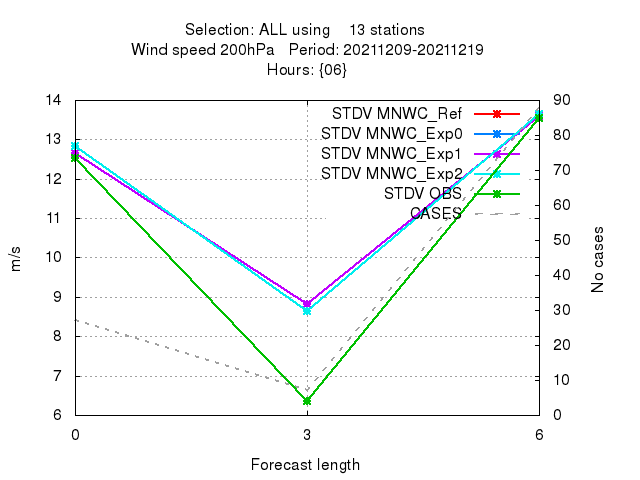 Selection: ALL using    13 stations
Wind speed 200hPa   Period: 20211209-20211219
Hours: {06}
14
13
12
11
10
9
8
7
6
m/s
STDV MNWC_Ref
STDV MNWC_Exp0
STDV MNWC_Exp1
STDV MNWC_Exp2
STDV OBS
CASES
90
80
70
60
50
40
30
20
10
0
No cases
0
3
6
Forecast length